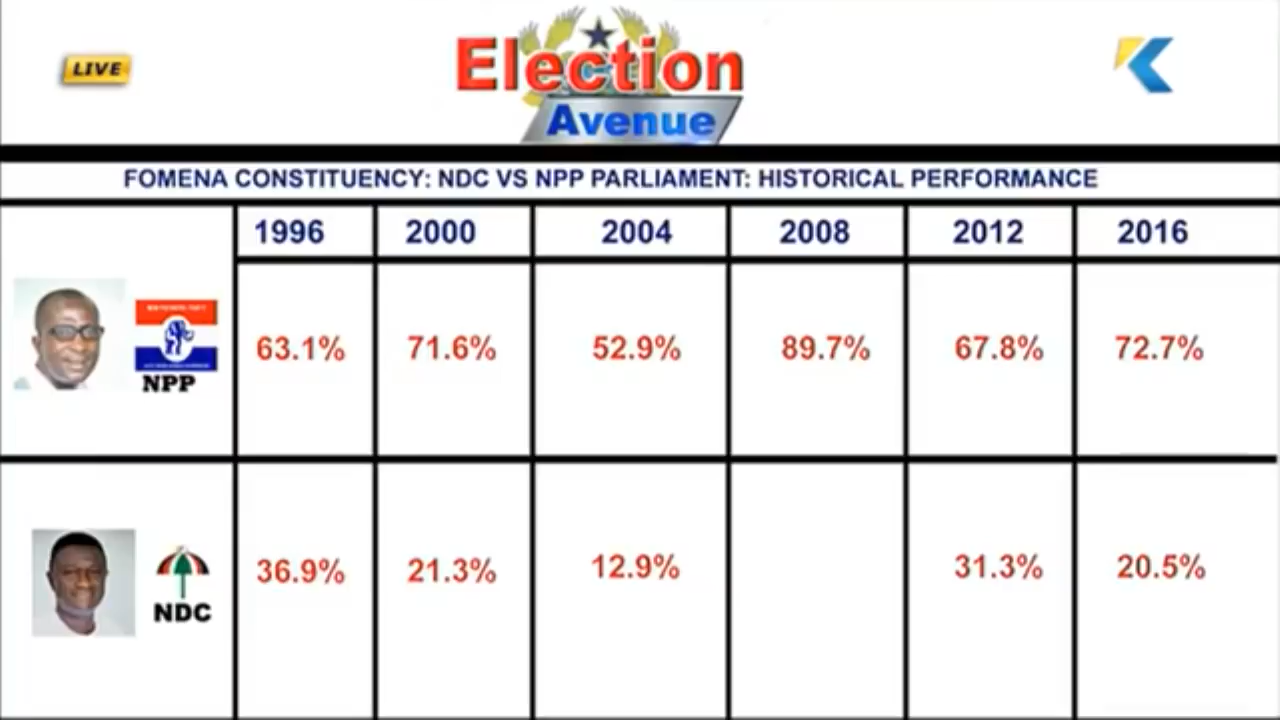 LIVE
Election
Avenue
FOMENA CONSTITUENCY: NDC VS NPP PARLIAMENT: HISTORICAL PERFORMANCE
1996 2000 2004 2008 2012 2016
NPP 63.1% 71.6% 52.9% 89.7% 67.8% 72.7%
NDC 36.9% 21.3% 12.9% 31.3% 20.5%